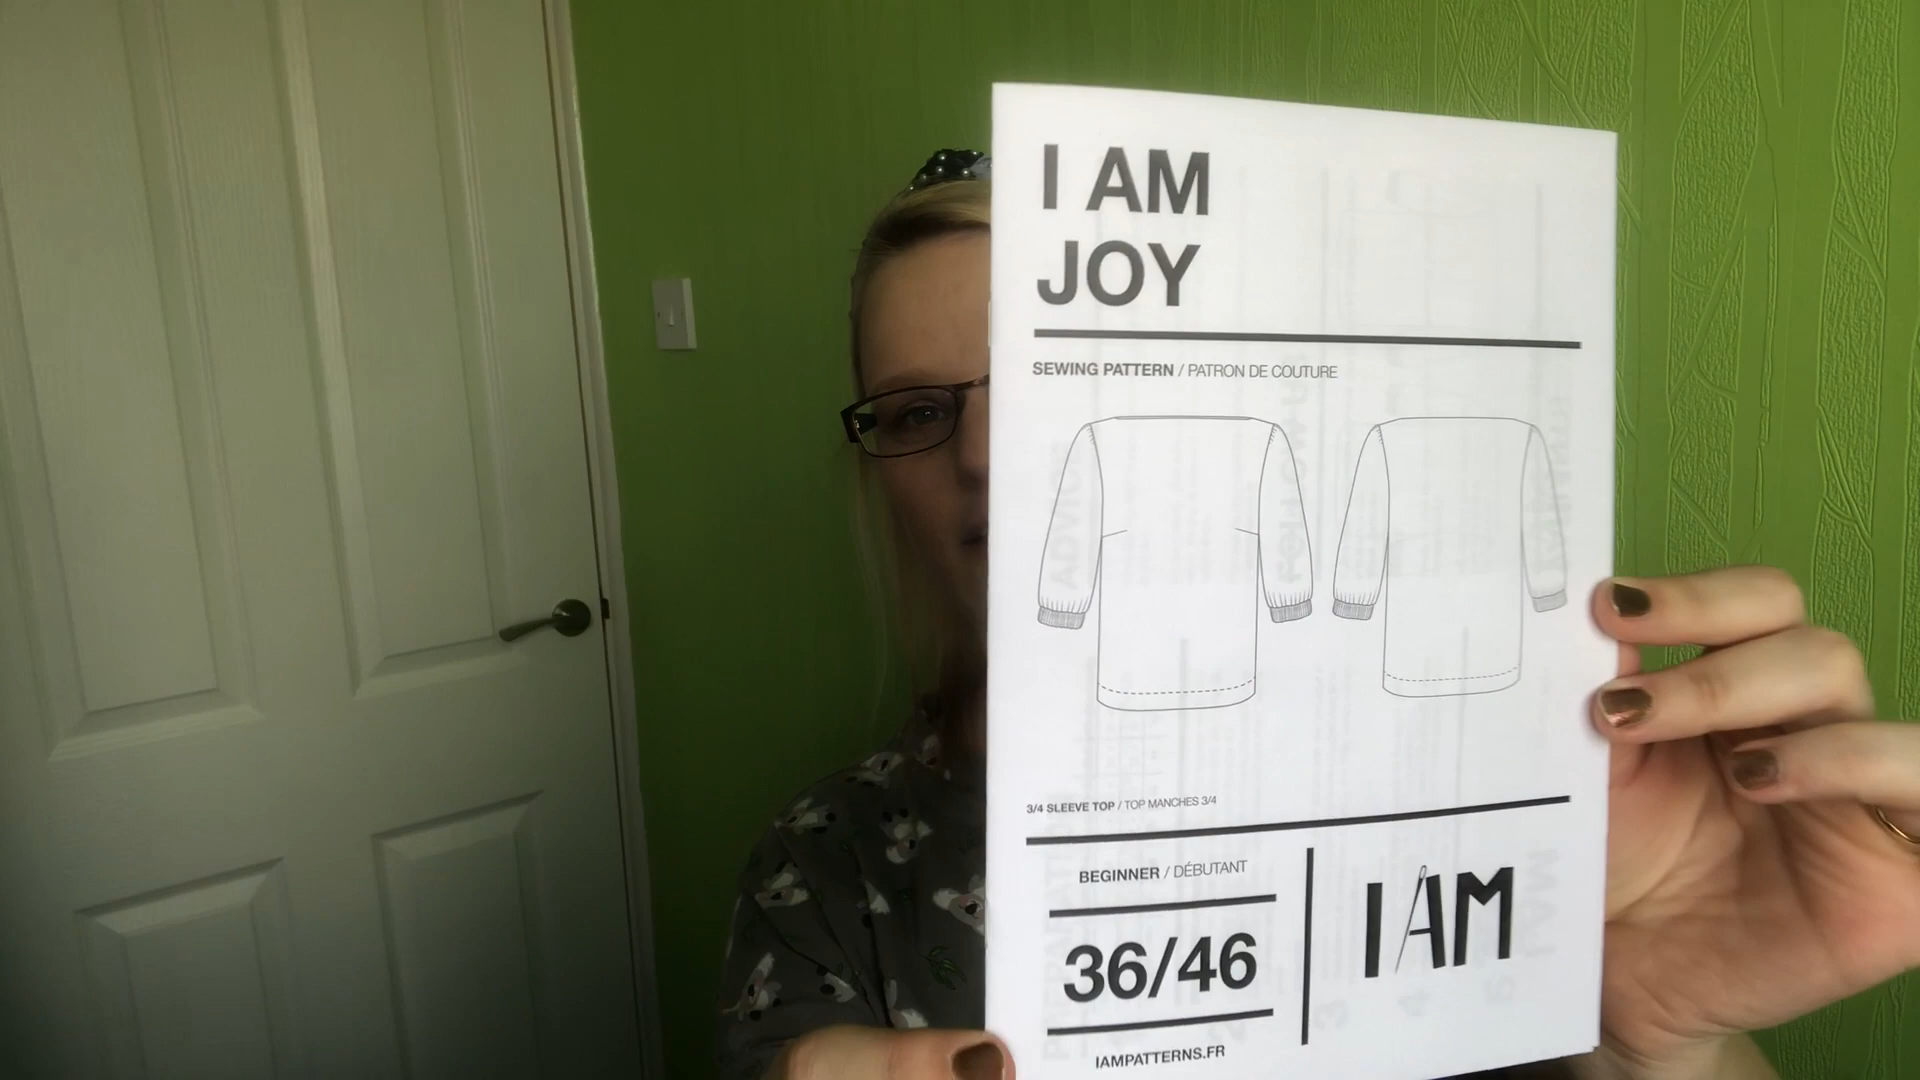 I AM
JOY
SEWING PATTERN / PATRON DE COUTURE
3/4 SLEEVE TOP / TOP MANCHES 3/4
BEGINNER / DÉBUTANT
36/46
IAMPATTERNS.FR
I AM